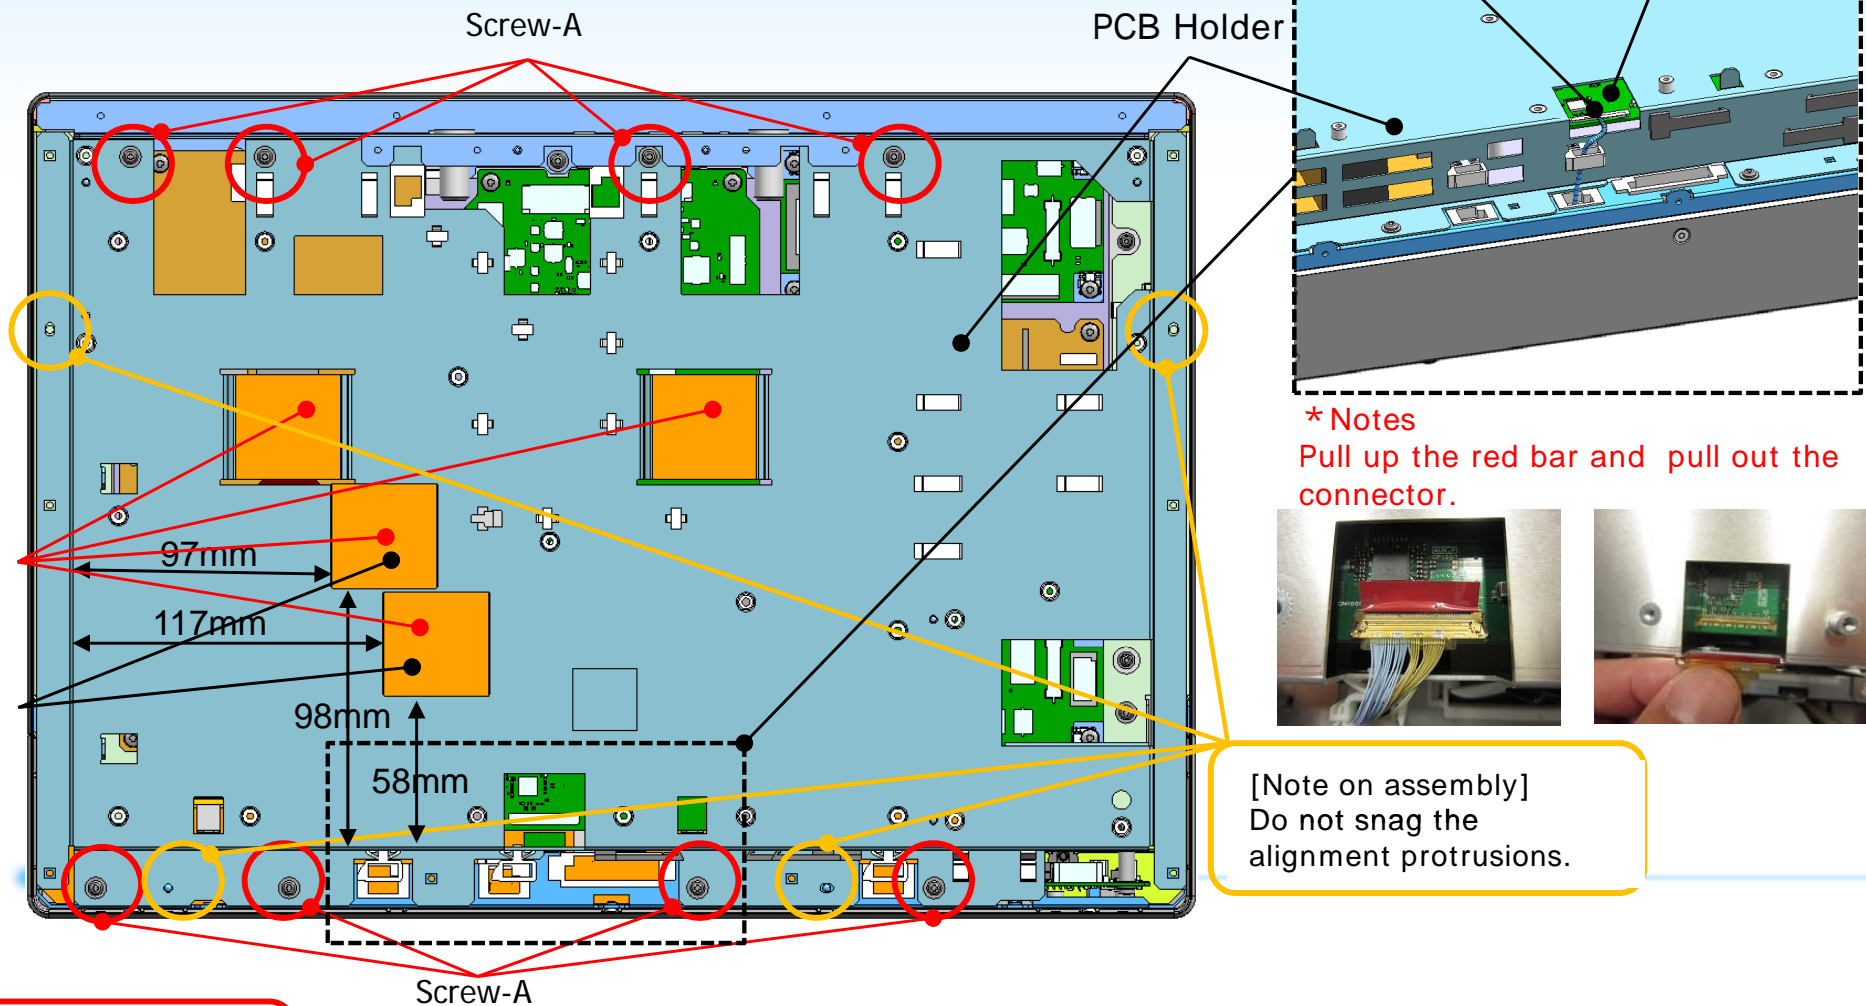 Screw-A
PCB Holder
* Notes
Pull up the red bar and pull out the
connector.
97mm
117mm
98mm
58mm
[Note on assembly]
Do not snag the
alignment protrusions.
Screw-A